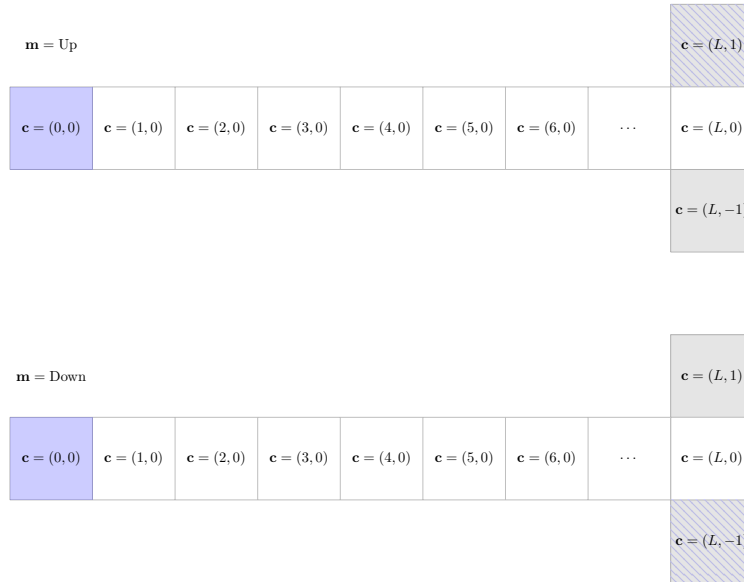 m = Up
c = (L, 1)
c = (0, 0) c = (1, 0) c = (2, 0) c = (3, 0) c = (4, 0) c = (5, 0) c = (6, 0) ⋯ c = (L, 0)
c = (L, −1)
m = Down
c = (L, 1)
c = (0, 0) c = (1, 0) c = (2, 0) c = (3, 0) c = (4, 0) c = (5, 0) c = (6, 0) ⋯ c = (L, 0)
c = (L, −1)